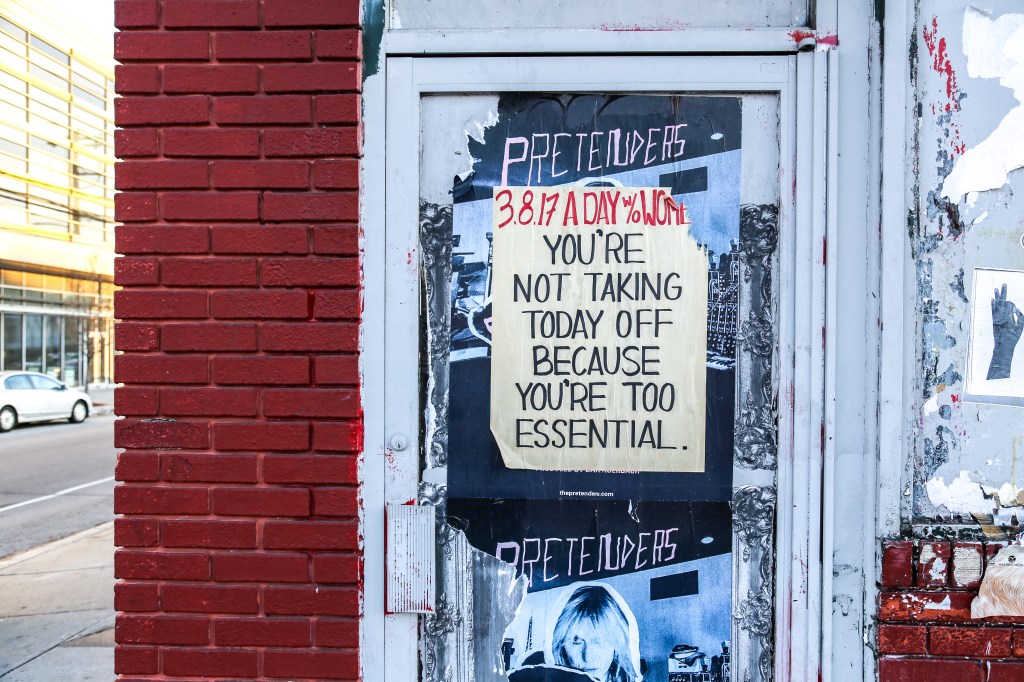 PRETENDERS
3.8.17 A DAY W/O
YOU'RE
NOT TAKING
TODAY OFF
BECAUSE
YOU'RE TOO
ESSENTIAL.
thepretenders.com
PRETENDERS